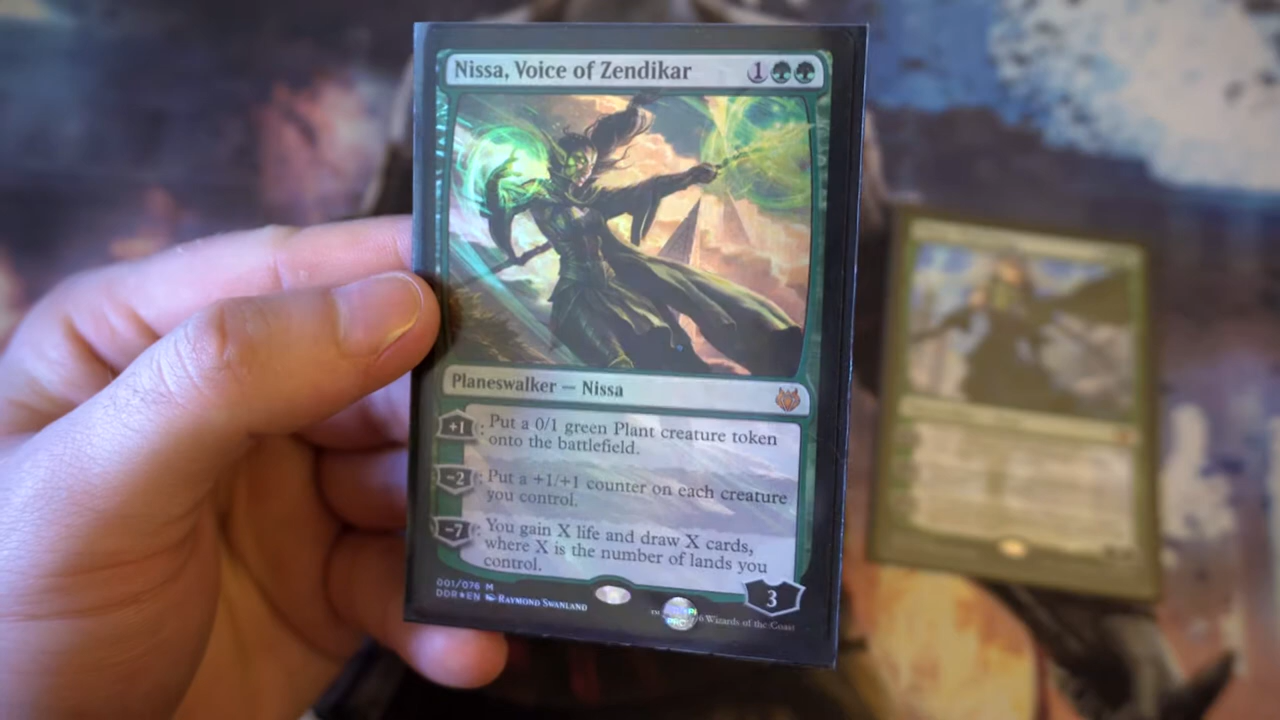 Nissa, Voice of Zendikar 1
Planeswalker — Nissa
+1: Put a 0/1 green Plant creature token
onto the battlefield.
-2: Put a +1/+1 counter on each creature
you control.
-7: You gain X life and draw X cards,
where X is the number of lands you
control.
3
001/076 M
DDR★EN Raymond Swanland
™ 6 Wizards of the Coast